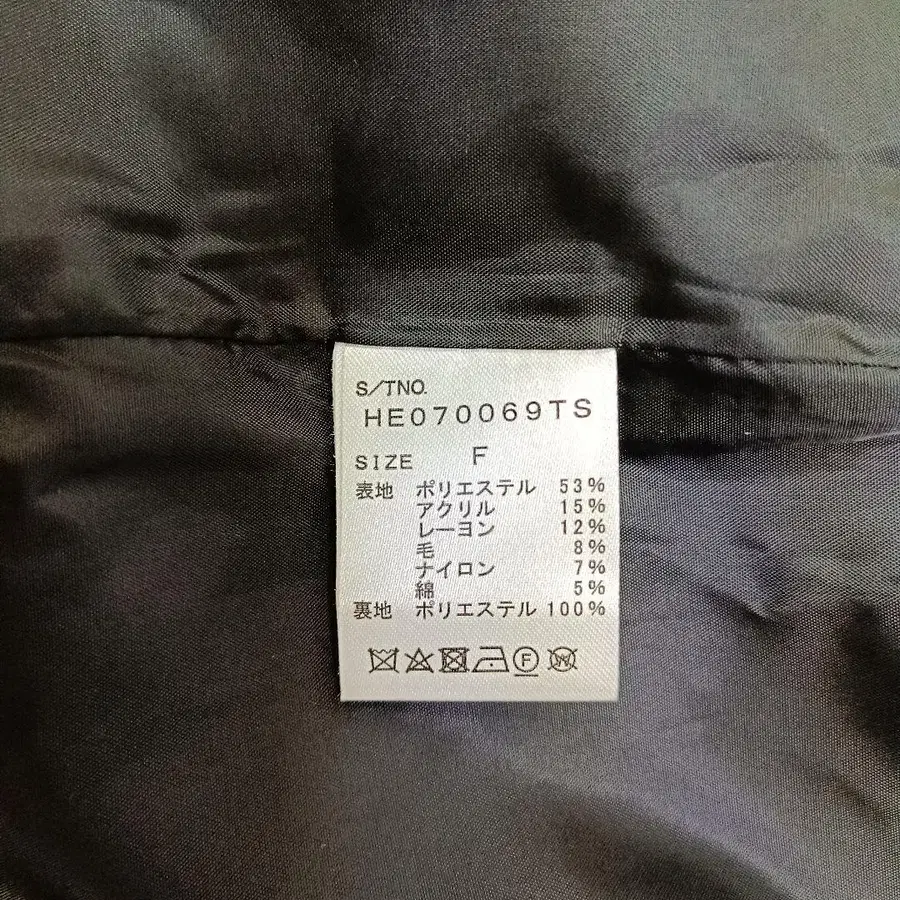 S/TNO.
HE070069TS
SIZE F
表地 ポリエステル 53%
アクリル 15%
レーヨン 12%
毛 8%
ナイロン 7%
綿 5%
裏地 ポリエステル 100%
F W